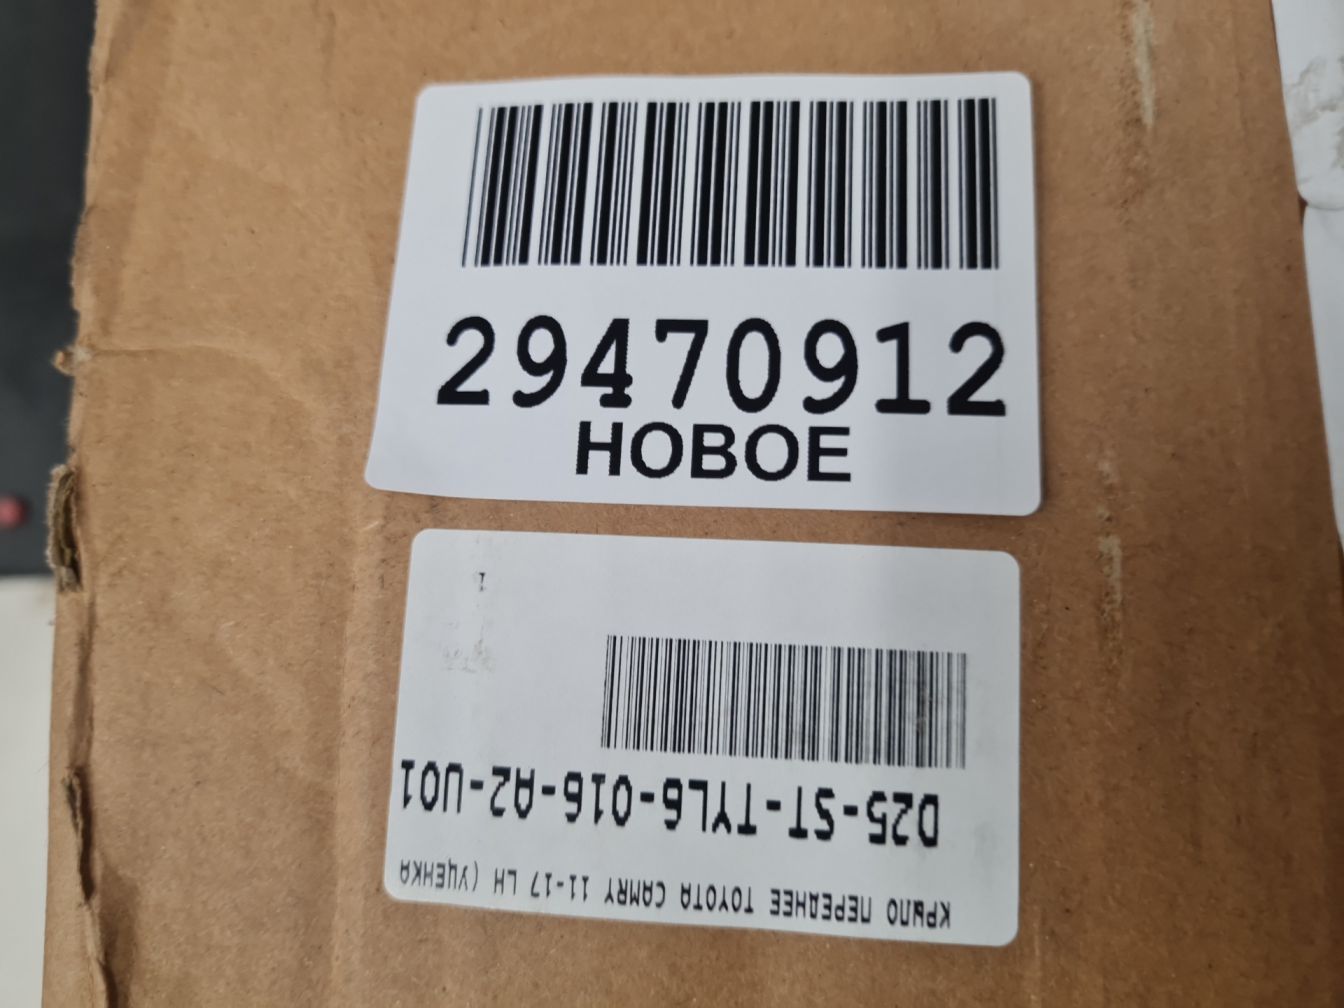 29470912
НОВОЕ
D25-ST-TYL6-016-A2-U01
КРЫЛО ПЕРЕДНЕЕ TOYOTA CAMRY 11-17 LH (УЦЕНКА